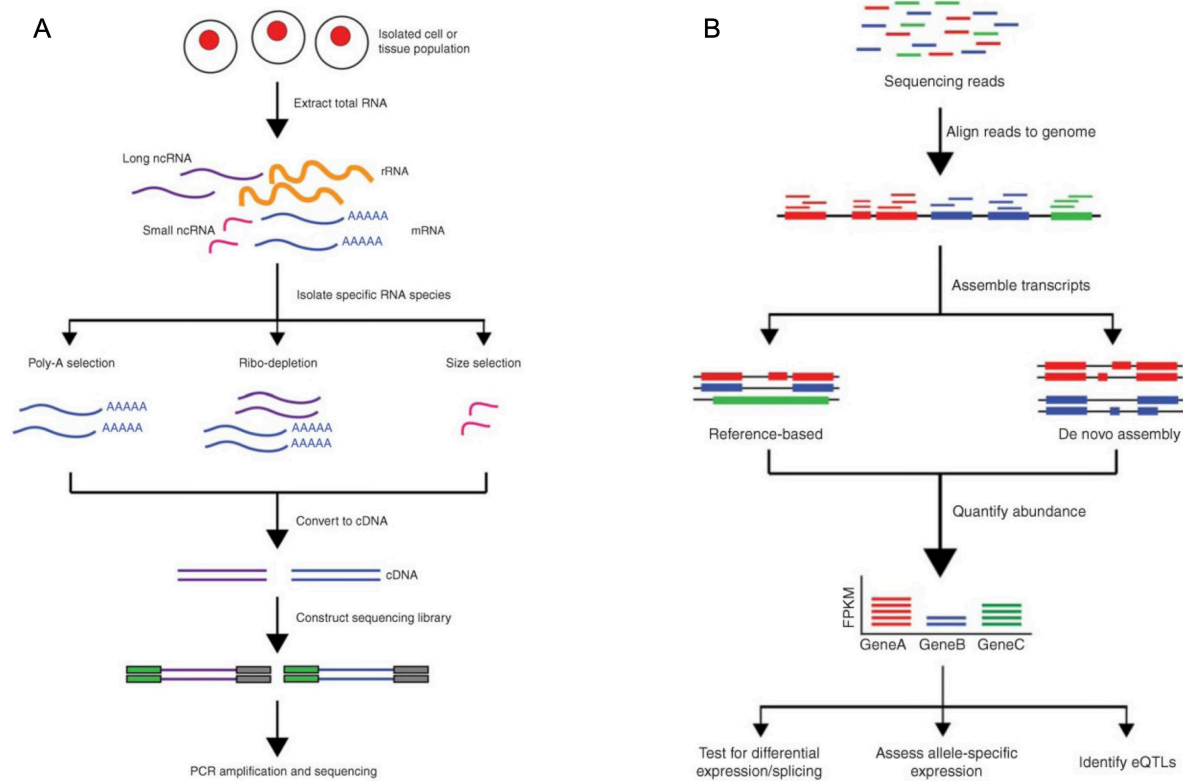 A
Isolated cell or
tissue population
Extract total RNA
Long ncRNA
rRNA
AAAAA
Small ncRNA
AAAAA
mRNA
Isolate specific RNA species
Poly-A selection
Ribo-depletion
Size selection
AAAAA
AAAAA
AAAAA
AAAAA
Convert to cDNA
cDNA
Construct sequencing library
PCR amplification and sequencing
B
Sequencing reads
Align reads to genome
Assemble transcripts
Reference-based
De novo assembly
Quantify abundance
FPKM
GeneA GeneB GeneC
Test for differential
expression/splicing
Assess allele-specific
expression
Identify eQTLs